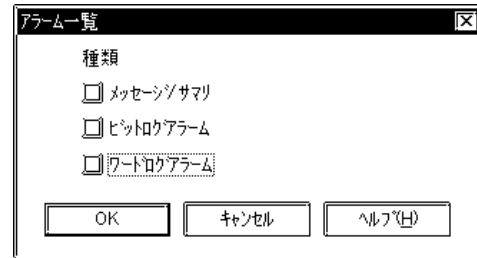 ｱﾗｰﾑ一覧
種類
ﾒｯｾｰｼﾞｻﾏﾘ
ﾋﾞｯﾄﾛｸﾞｱﾗｰﾑ
ﾜｰﾄﾞﾛｸﾞｱﾗｰﾑ
OK ｷｬﾝｾﾙ ﾍﾙﾌﾟ(H)